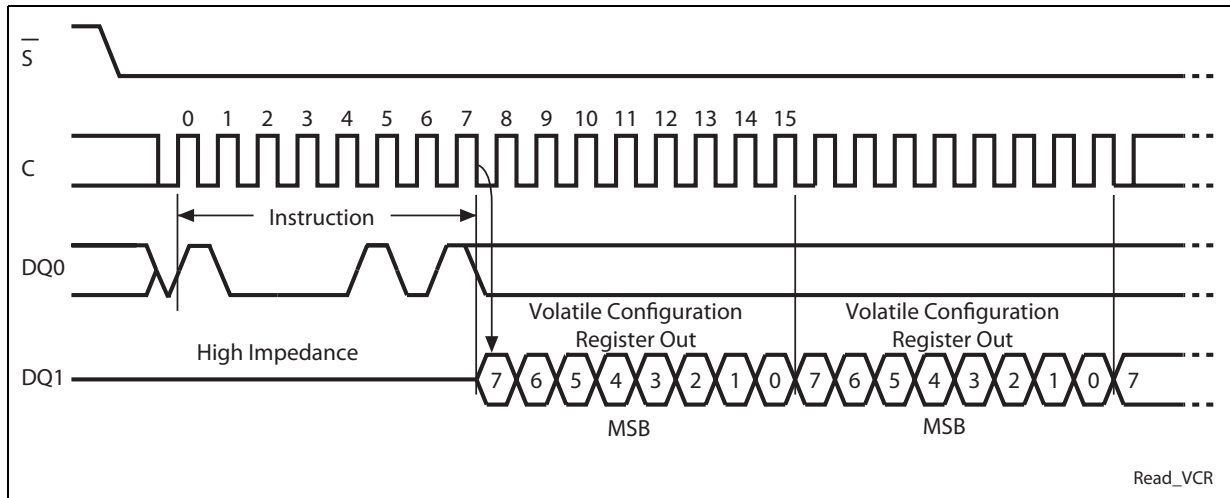 S
0 1 2 3 4 5 6 7 8 9 10 11 12 13 14 15
C
Instruction
DQ0
Volatile Configuration Register Out
Volatile Configuration Register Out
High Impedance
DQ1
7 6 5 4 3 2 1 0 7 6 5 4 3 2 1 0 7
MSB MSB
Read_VCR